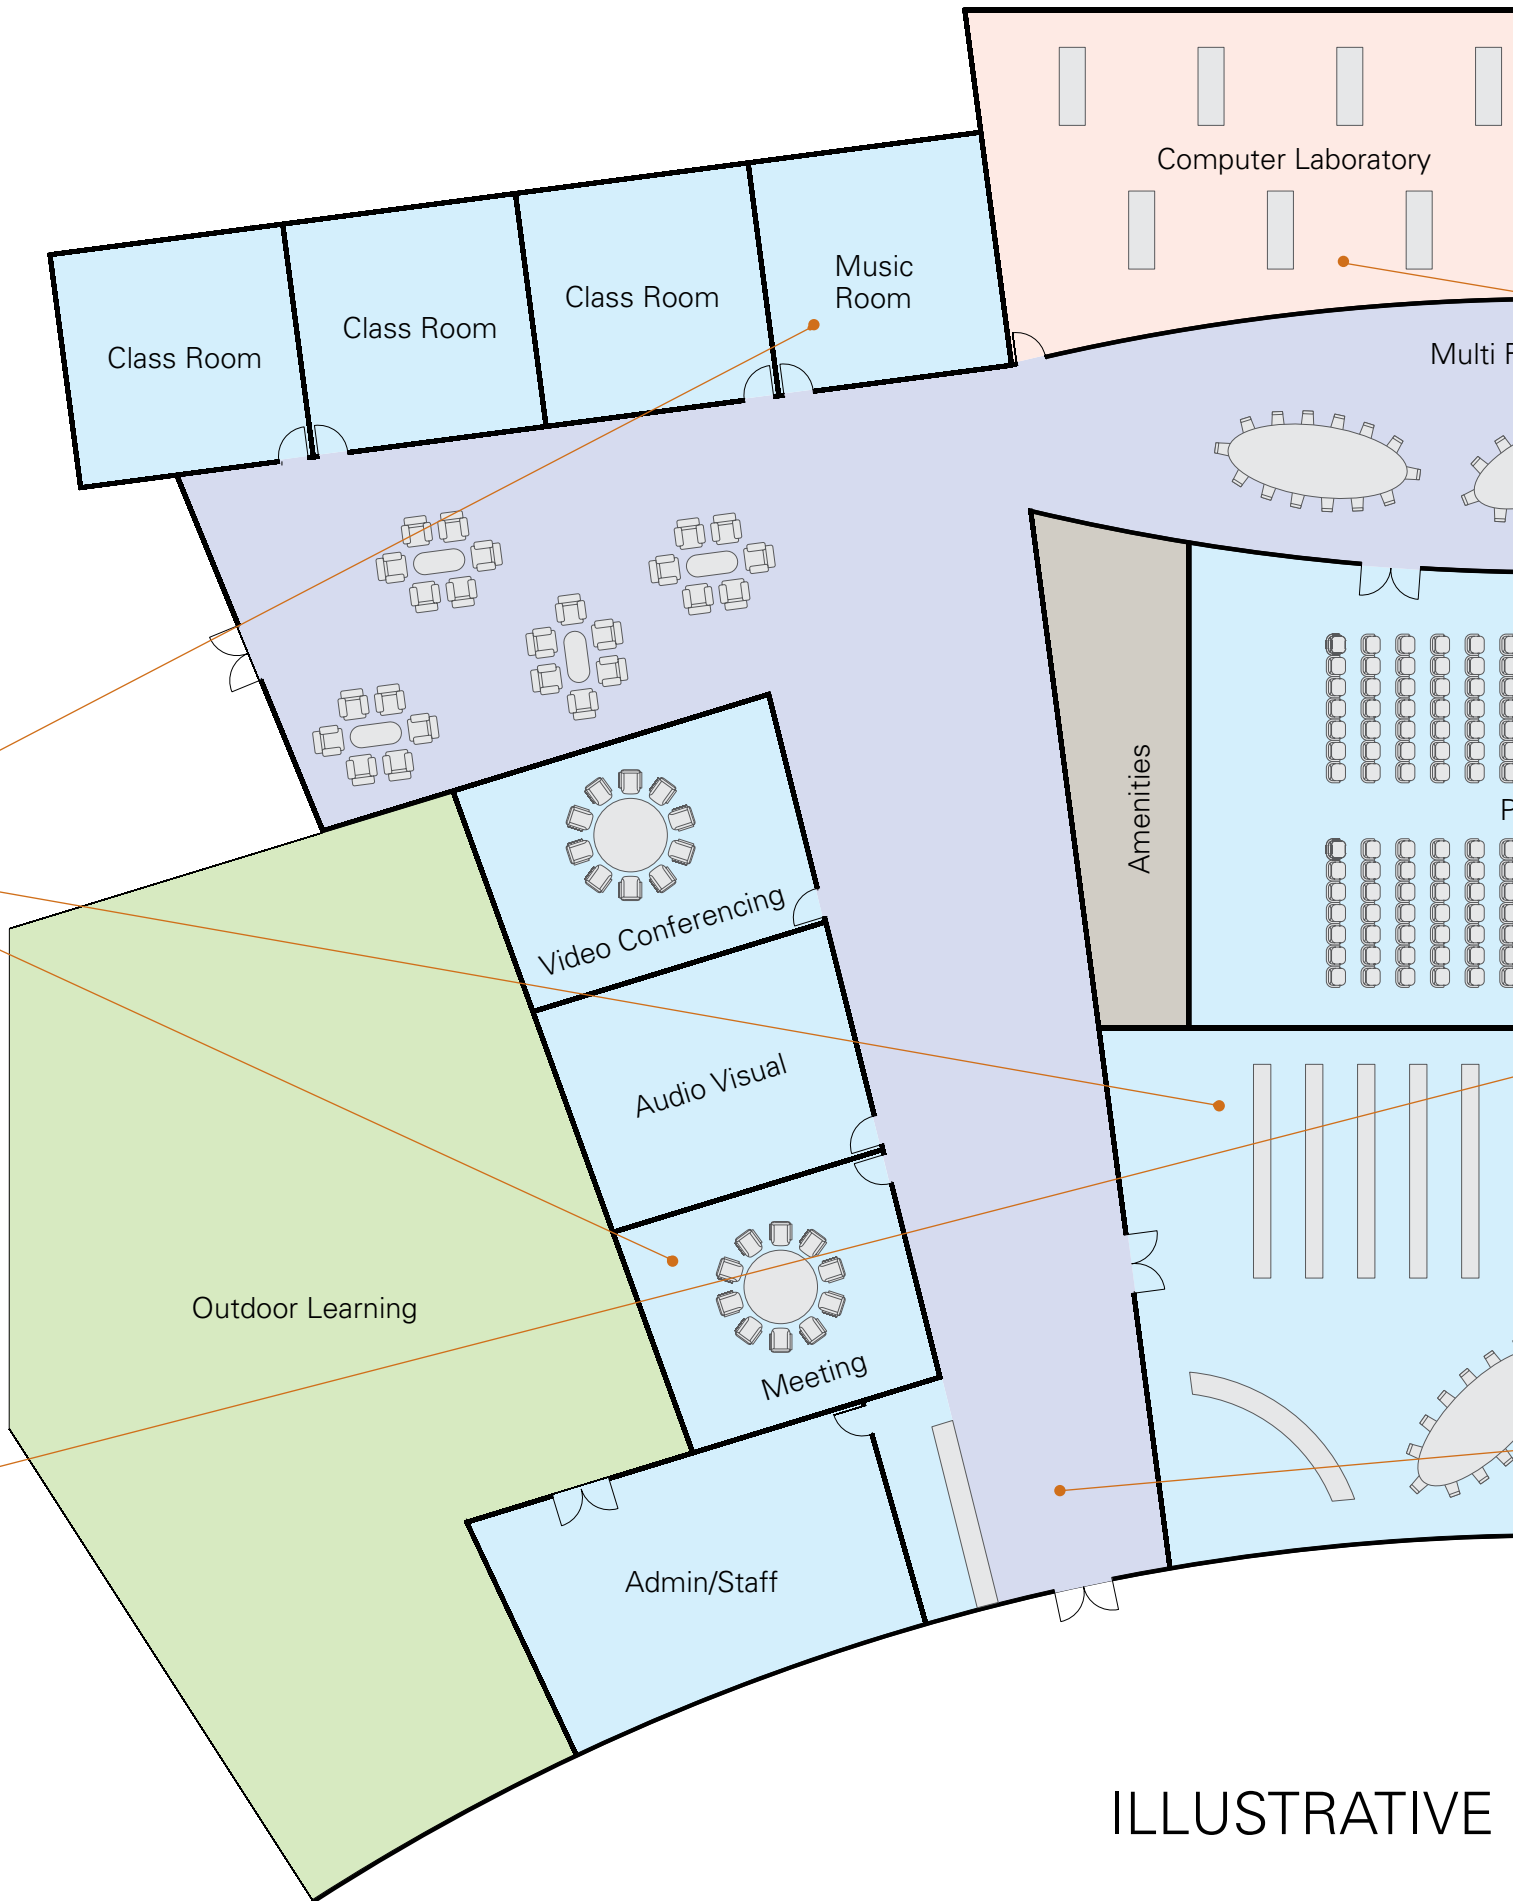 Computer Laboratory
Music
Room
Class Room
Class Room
Class Room
Multi
Amenities
Video Conferencing
Audio Visual
Outdoor Learning
Meeting
Admin/Staff
ILLUSTRATIVE